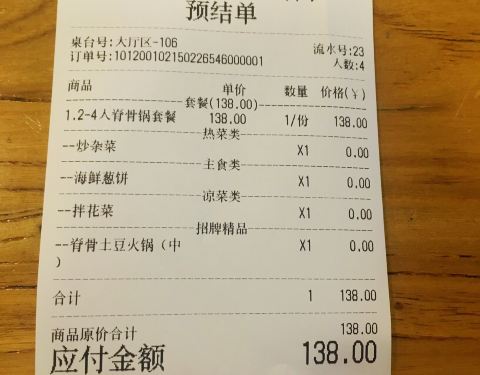 预结单
桌台号:大厅区-106 流水号:23
订单号:101200102150226546000001 人数:4
商品 单价 数量 价格(¥)
套餐(138.00)
1.2-4人脊骨锅套餐 138.00 1/份 138.00
热菜类
--炒杂菜 X1 0.00
主食类
--海鲜葱饼 X1 0.00
凉菜类
--拌花菜 X1 0.00
招牌精品
--脊骨土豆火锅（中 X1 0.00
）
合计 1 138.00
商品原价合计 138.00
应付金额 138.00